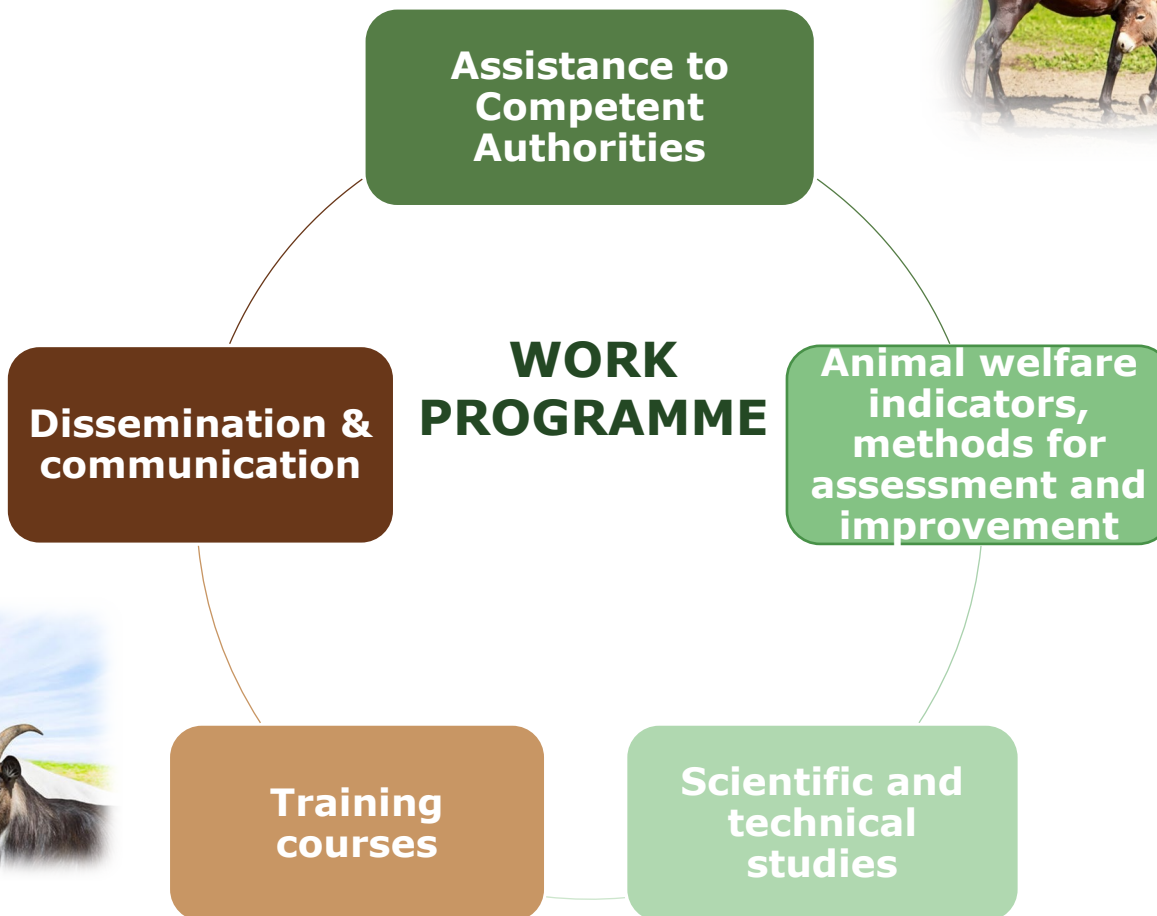 Assistance to
Competent
Authorities
WORK
PROGRAMME
Animal welfare
indicators,
methods for
assessment and
improvement
Dissemination &
communication
Training
courses
Scientific and
technical
studies